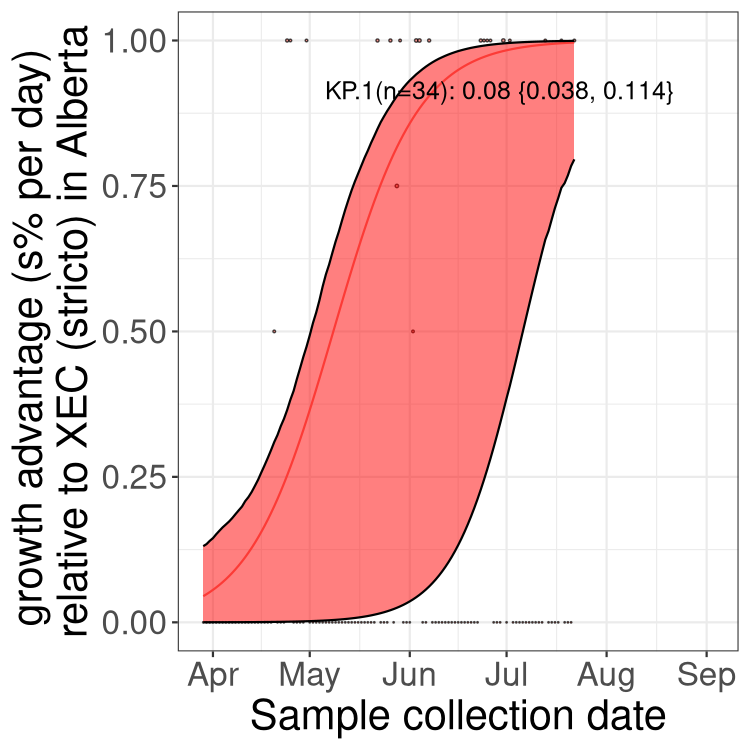 growth advantage (s% per day)
relative to XEC (stricto) in Alberta
1.00
0.75
0.50
0.25
0.00
KP.1(n=34): 0.08 {0.038, 0.114}
Apr May Jun Jul Aug Sep
Sample collection date